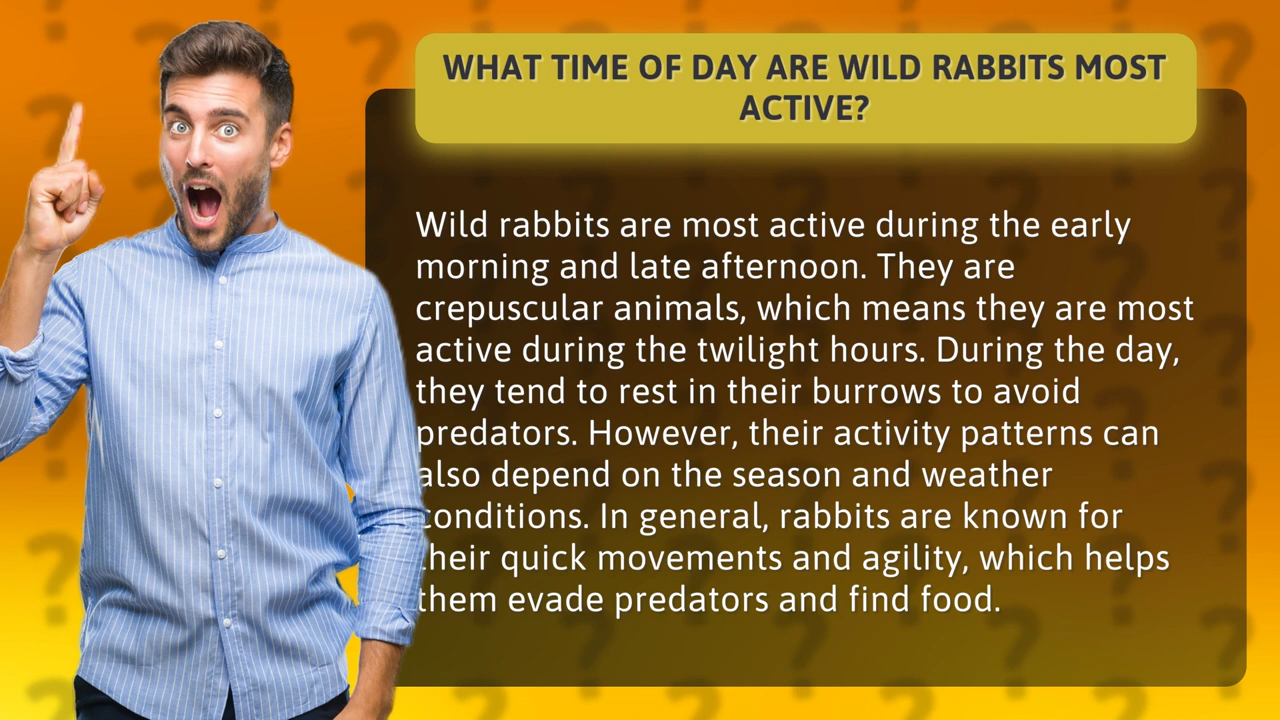 WHAT TIME OF DAY ARE WILD RABBITS MOST
ACTIVE?
Wild rabbits are most active during the early
morning and late afternoon. They are
crepuscular animals, which means they are most
active during the twilight hours. During the day,
they tend to rest in their burrows to avoid
predators. However, their activity patterns can
also depend on the season and weather
conditions. In general, rabbits are known for
their quick movements and agility, which helps
them evade predators and find food.